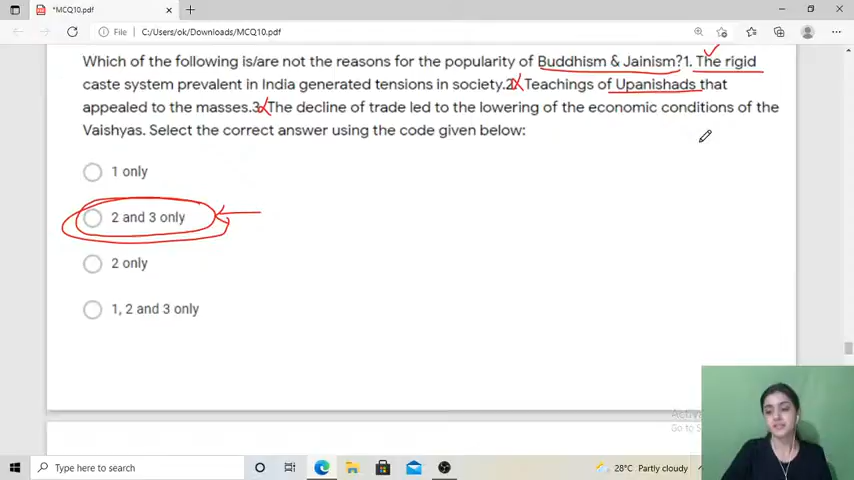 *MCQ10.pdf
File
C:/Users/ok/Downloads/MCQ10.pdf
Which of the following is/are not the reasons for the popularity of Buddhism & Jainism?1. The rigid
caste system prevalent in India generated tensions in society.2. Teachings of Upanishads that
appealed to the masses.3. The decline of trade led to the lowering of the economic conditions of the
Vaishyas. Select the correct answer using the code given below:
1 only
2 and 3 only
2 only
1, 2 and 3 only
Go to
Type here to search
28°C Partly cloudy